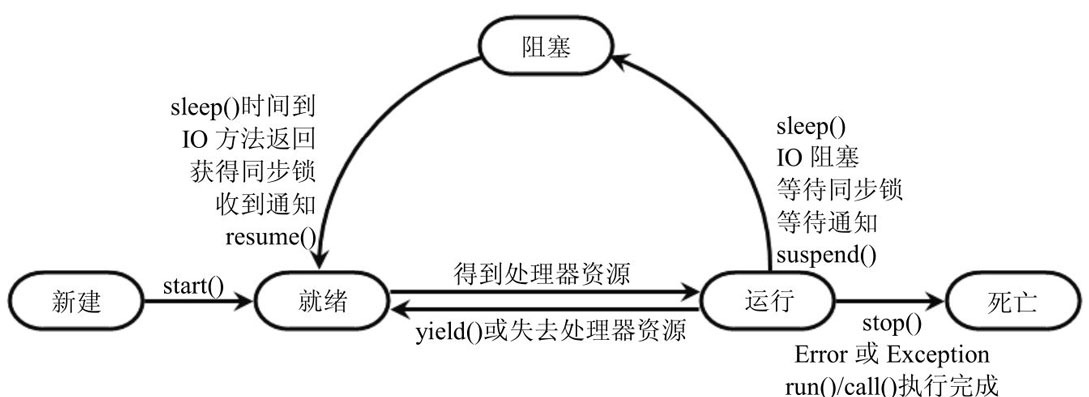 阻塞
sleep()时间到
IO 方法返回
获得同步锁
收到通知
resume()
sleep()
IO 阻塞
等待同步锁
等待通知
suspend()
新建
start()
就绪
得到处理器资源
yield()或失去处理器资源
运行
死亡
stop()
Error 或 Exception
run()/call()执行完成